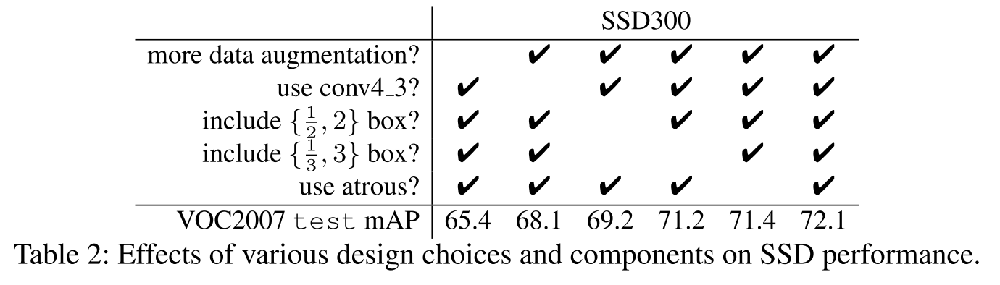 SSD300
more data augmentation? ✔ ✔ ✔ ✔ ✔
use conv4_3? ✔ ✔ ✔ ✔ ✔
include {1/2, 2} box? ✔ ✔ ✔ ✔ ✔
include {1/3, 3} box? ✔ ✔ ✔ ✔
use atrous? ✔ ✔ ✔ ✔ ✔
VOC2007 test mAP 65.4 68.1 69.2 71.2 71.4 72.1
Table 2: Effects of various design choices and components on SSD performance.